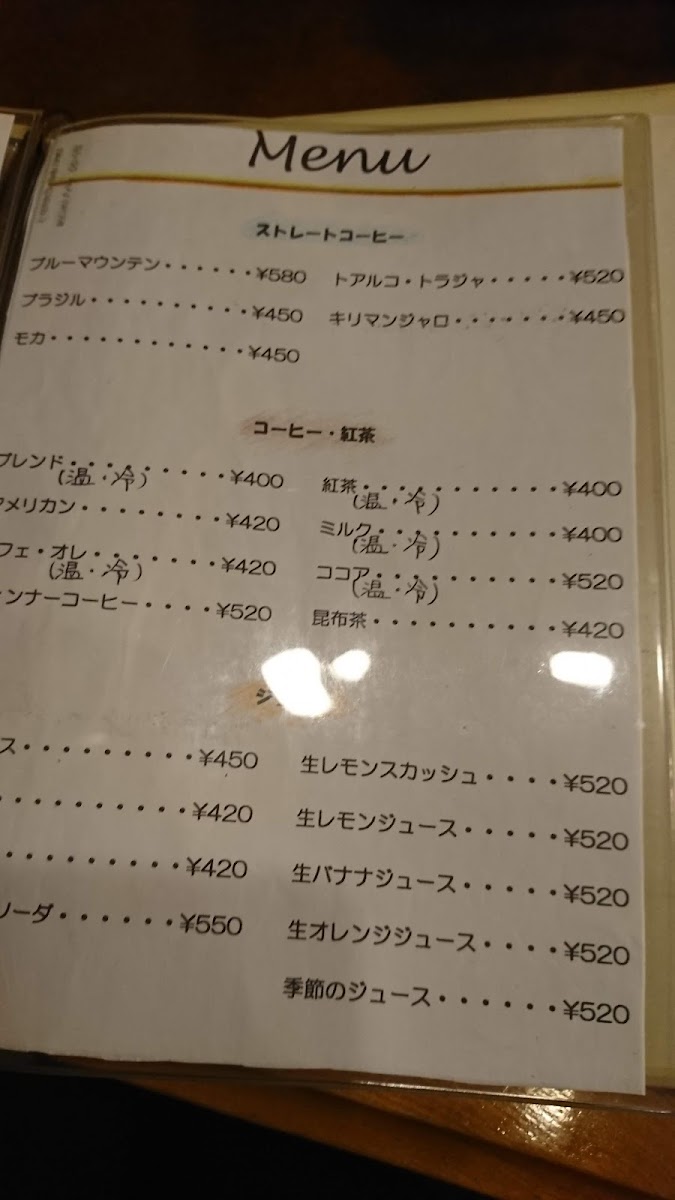 Menu
ストレートコーヒー
ブルーマウンテン・・・・・・¥580
トアルコ・トラジャ・・・・・¥520
ブラジル・・・・・・・・・・¥450
キリマンジャロ・・・・・・・¥450
モカ・・・・・・・・・・・・¥450
コーヒー・紅茶
ブレンド・・・・・・・・・¥400
(温・冷)
紅茶・・・・・・・・・・・¥400
(温・冷)
アメリカン・・・・・・・・¥420
ミルク・・・・・・・・・・¥400
(温・冷)
フェ・オレ・・・・・・・¥420
(温・冷)
ココア・・・・・・・・・・¥520
(温・冷)
ンナーコーヒー・・・・¥520
昆布茶・・・・・・・・・・¥420
ジ
ス・・・・・・・・・¥450
生レモンスカッシュ・・・・¥520
・・・・・・・・・・¥420
生レモンジュース・・・・・¥520
・・・・・・・・・・¥420
生バナナジュース・・・・・¥520
ソーダ・・・・・・¥550
生オレンジジュース・・・・¥520
季節のジュース・・・・・・¥520